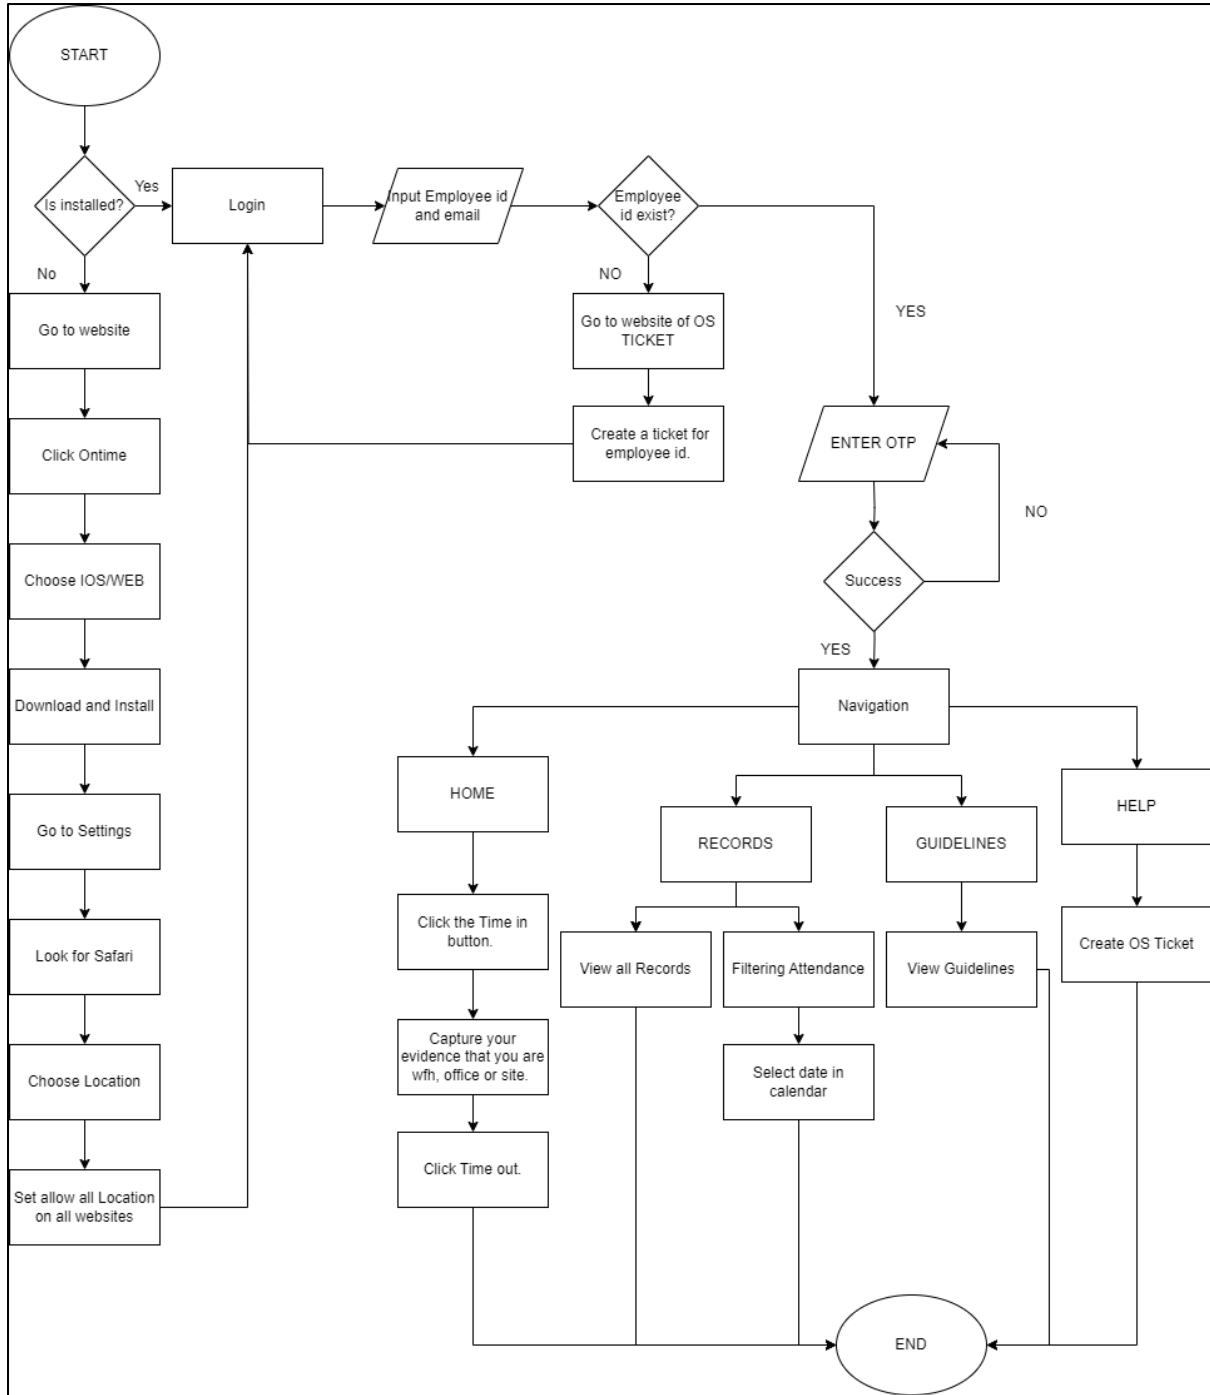 START
Is installed?
Yes
Login
Input Employee id
and email
Employee
id exist?
No
NO
Go to website
Go to website of OS
TICKET
YES
Click Ontime
Create a ticket for
employee id.
ENTER OTP
NO
Choose IOS/WEB
Success
YES
Download and Install
Navigation
Go to Settings
HOME
HELP
RECORDS
GUIDELINES
Look for Safari
Click the Time in
button.
View all Records
Filtering Attendance
View Guidelines
Create OS Ticket
Choose Location
Capture your
evidence that you are
wfh, office or site.
Select date in
calendar
Set allow all Location
on all websites
Click Time out.
END